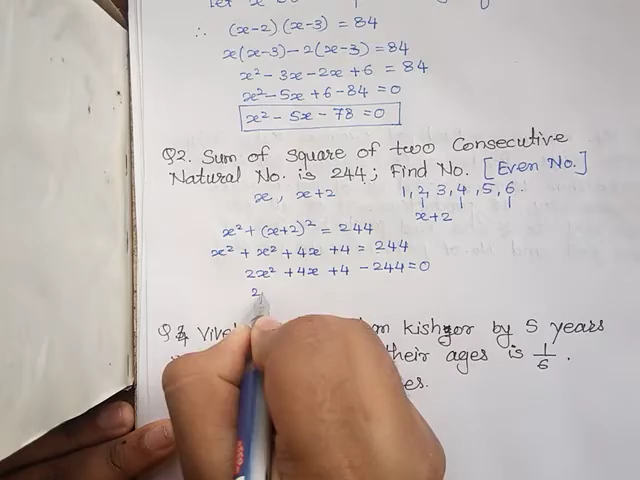 ∴ (x-2) (x-3) = 84
x(x-3) - 2(x-3) = 84
x² - 3x - 2x + 6 = 84
x² - 5x + 6 - 84 = 0
x² - 5x - 78 = 0
Q2. Sum of square of two Consecutive
Natural No. is 244; Find No. [Even No.]
x, x+2 1, 2, 3, 4, 5, 6.
x+2
x² + (x+2)² = 244
x² + x² + 4x + 4 = 244
2x² + 4x + 4 - 244 = 0
2
kishor by 5 years
their ages is 1/6.